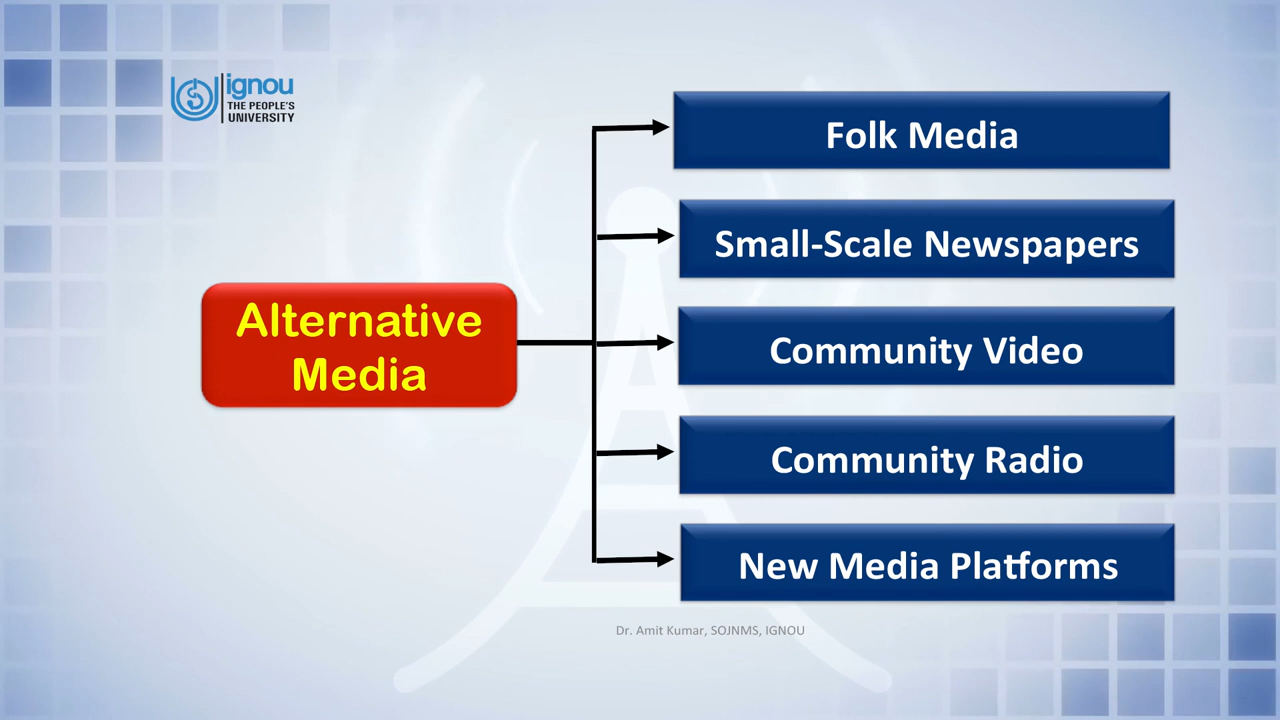 ignou
THE PEOPLE'S
UNIVERSITY
Alternative
Media
Folk Media
Small-Scale Newspapers
Community Video
Community Radio
New Media Platforms
Dr. Amit Kumar, SOJNMS, IGNOU